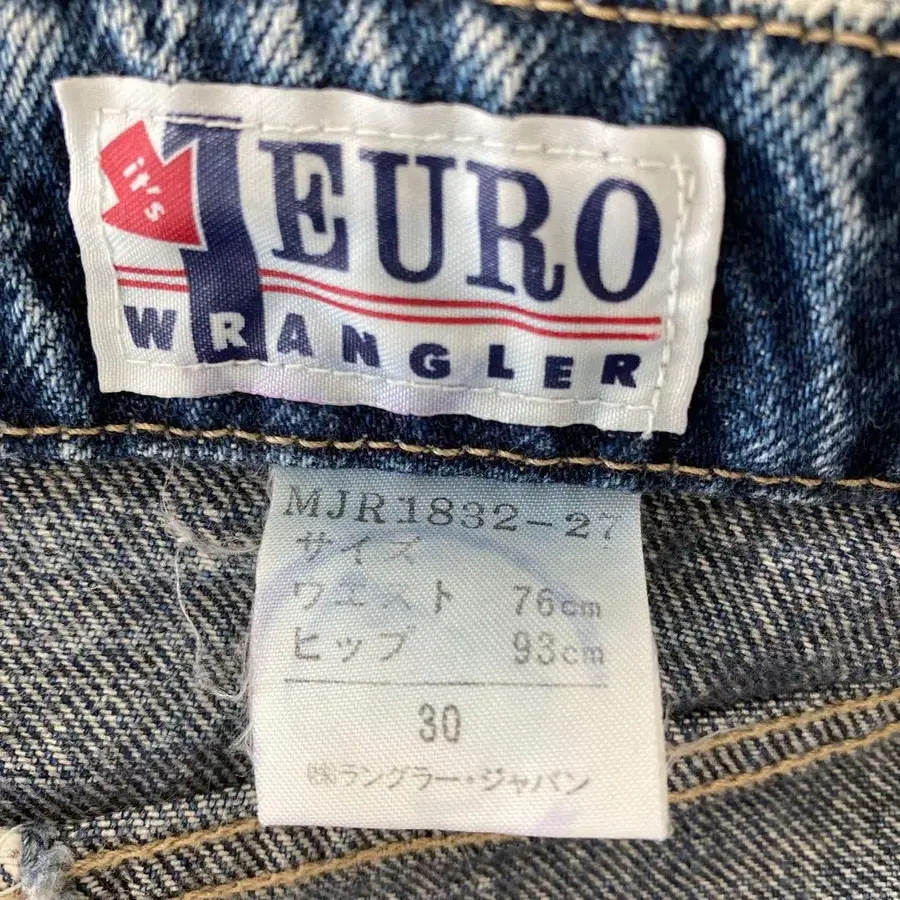 it's
EURO
WRANGLER
MJR1832-27
サイズ
ウエスト 76cm
ヒップ 93cm
30
㈱ラングラー・ジャパン